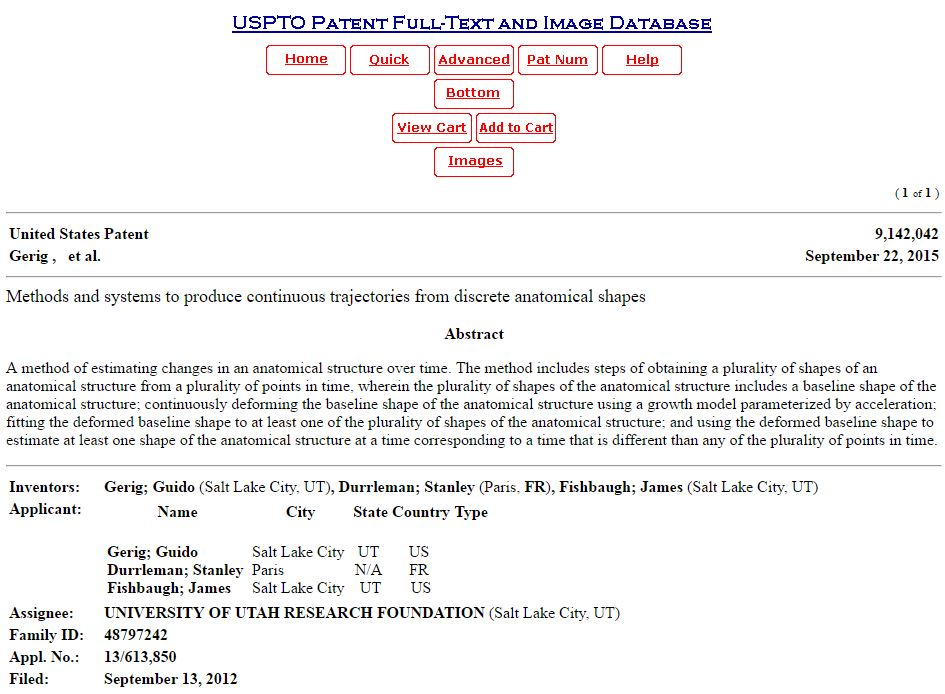 USPTO PATENT FULL-TEXT AND IMAGE DATABASE
Home Quick Advanced Pat Num Help
Bottom
View Cart Add to Cart
Images
( 1 of 1 )
United States Patent 9,142,042
Gerig , et al. September 22, 2015
Methods and systems to produce continuous trajectories from discrete anatomical shapes
Abstract
A method of estimating changes in an anatomical structure over time. The method includes steps of obtaining a plurality of shapes of an
anatomical structure from a plurality of points in time, wherein the plurality of shapes of the anatomical structure includes a baseline shape of the
anatomical structure; continuously deforming the baseline shape of the anatomical structure using a growth model parameterized by acceleration;
fitting the deformed baseline shape to at least one of the plurality of shapes of the anatomical structure; and using the deformed baseline shape to
estimate at least one shape of the anatomical structure at a time corresponding to a time that is different than any of the plurality of points in time.
Inventors: Gerig; Guido (Salt Lake City, UT), Durrleman; Stanley (Paris, FR), Fishbaugh; James (Salt Lake City, UT)
Applicant: Name City State Country Type
Gerig; Guido Salt Lake City UT US
Durrleman; Stanley Paris N/A FR
Fishbaugh; James Salt Lake City UT US
Assignee: UNIVERSITY OF UTAH RESEARCH FOUNDATION (Salt Lake City, UT)
Family ID: 48797242
Appl. No.: 13/613,850
Filed: September 13, 2012